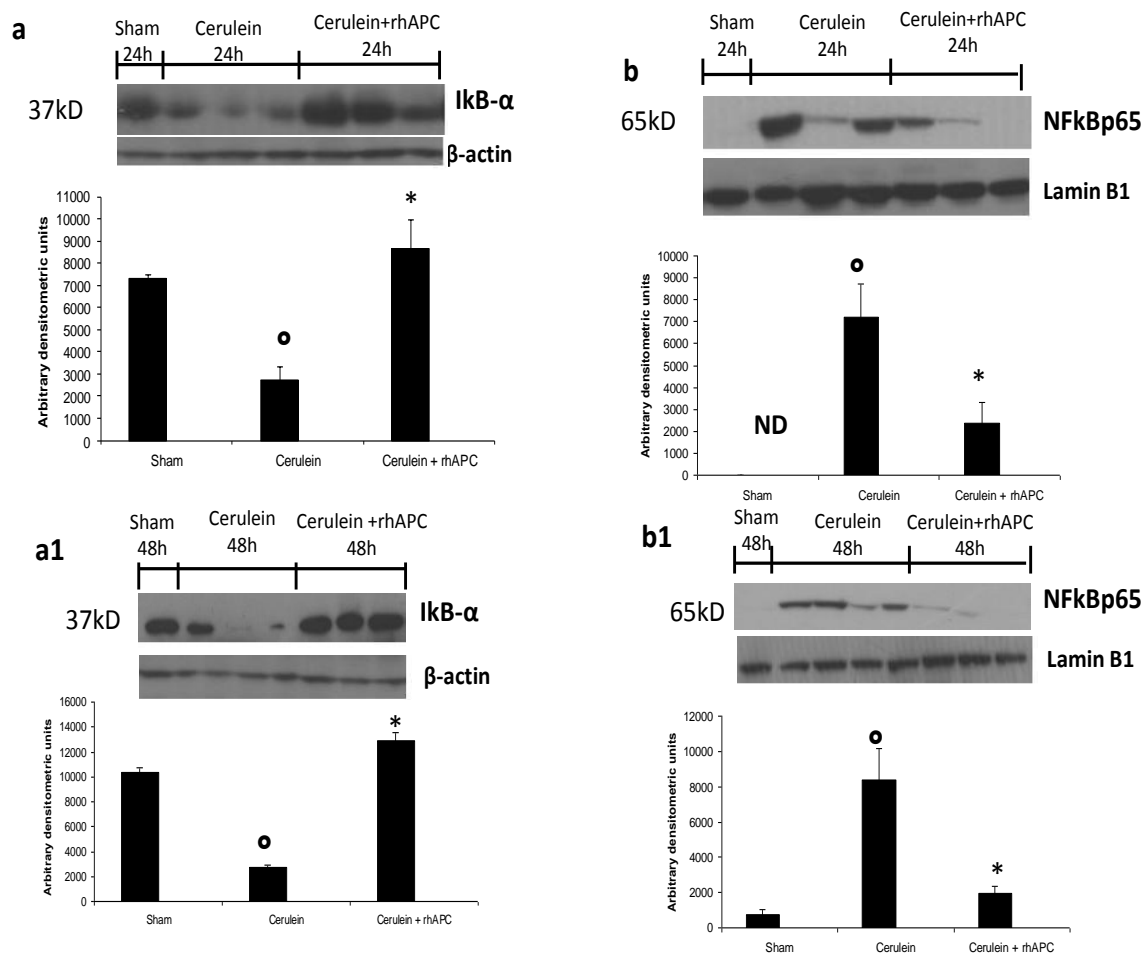 a
Sham Cerulein Cerulein+rhAPC
24h 24h 24h
37kD IkB-α
β-actin
Arbitrary densitometric units
11000
10000
9000
8000
7000
6000
5000
4000
3000
2000
1000
0
o
*
Sham Cerulein Cerulein + rhAPC
b
Sham Cerulein Cerulein+rhAPC
24h 24h 24h
65kD NFkBp65
Lamin B1
Arbitrary densitometric units
10000
9000
8000
7000
6000
5000
4000
3000
2000
1000
0
ND
o
*
Sham Cerulein Cerulein + rhAPC
a1
Sham Cerulein Cerulein +rhAPC
48h 48h 48h
37kD IkB-α
β-actin
Arbitrary densitometric units
16000
14000
12000
10000
8000
6000
4000
2000
0
o
*
Sham Cerulein Cerulein + rhAPC
b1
Sham Cerulein Cerulein+rhAPC
48h 48h 48h
65kD NFkBp65
Lamin B1
Arbitrary densitometric units
12000
10000
8000
6000
4000
2000
0
o
*
Sham Cerulein Cerulein + rhAPC